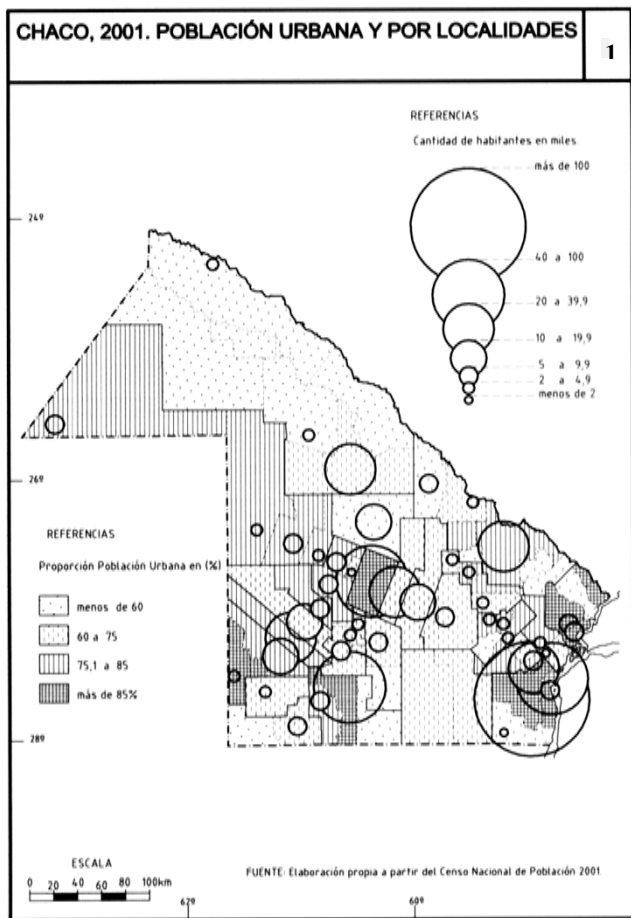 CHACO, 2001. POBLACIÓN URBANA Y POR LOCALIDADES
1
REFERENCIAS
Cantidad de habitantes en miles.
más de 100
40 a 100
20 a 39,9
10 a 19,9
5 a 9,9
2 a 4,9
menos de 2
24º
26º
28º
REFERENCIAS
Proporción Población Urbana en (%)
menos de 60
60 a 75
75,1 a 85
más de 85%
ESCALA
0 20 40 60 80 100km
FUENTE: Elaboración propia a partir del Censo Nacional de Población 2001.
62º
60º